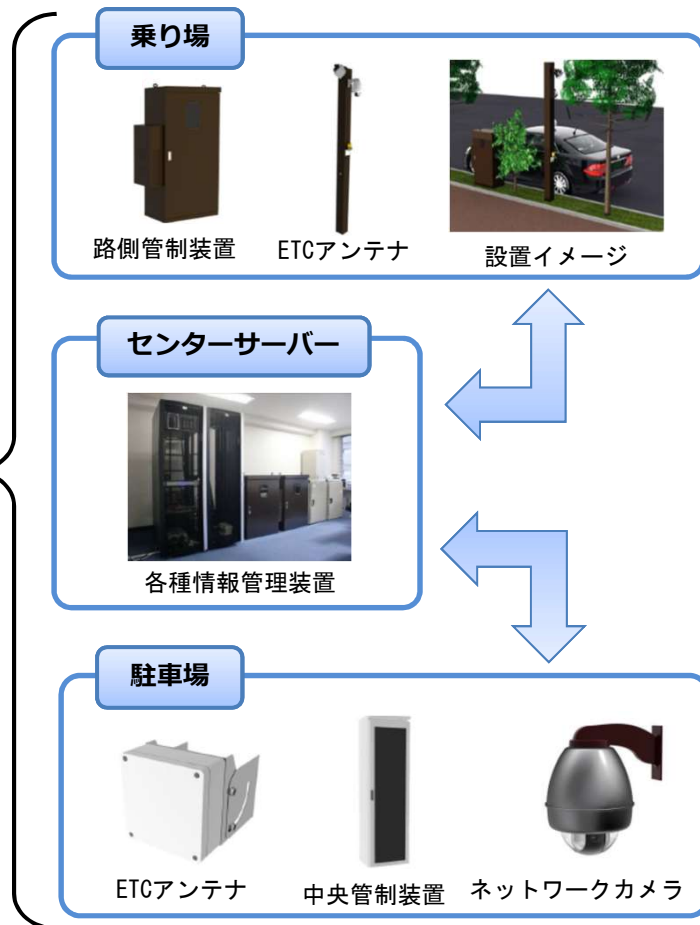 乗り場
路側管制装置
ETCアンテナ
設置イメージ
センターサーバー
各種情報管理装置
駐車場
ETCアンテナ
中央管制装置
ネットワークカメラ